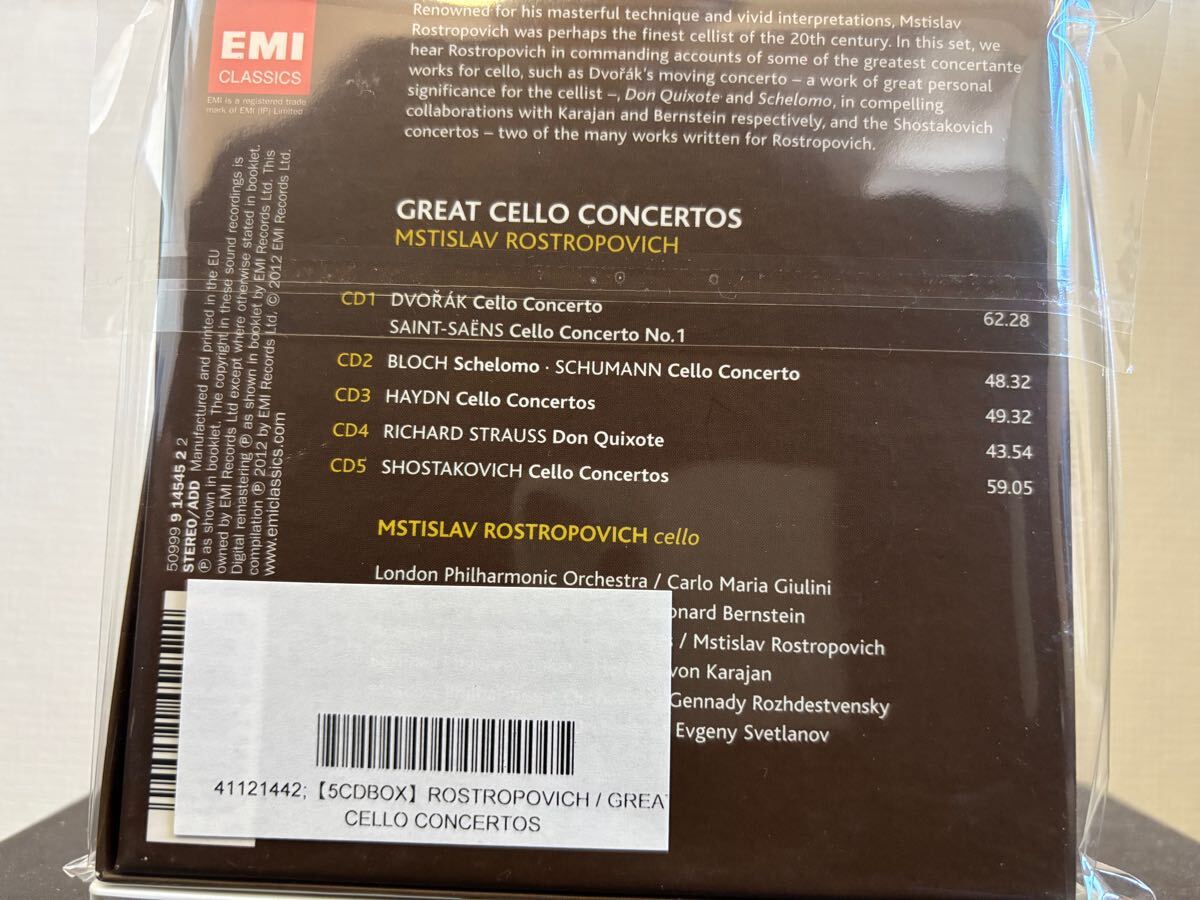 EMI
CLASSICS
EMI is a registered trade
mark of EMI (IP) Limited
Renowned for his masterful technique and vivid interpretations, Mstislav
Rostropovich was perhaps the finest cellist of the 20th century. In this set, we
hear Rostropovich in commanding accounts of some of the greatest concertante
works for cello, such as Dvořák's moving concerto – a work of great personal
significance for the cellist –, Don Quixote and Schelomo, in compelling
collaborations with Karajan and Bernstein respectively, and the Shostakovich
concertos – two of the many works written for Rostropovich.
GREAT CELLO CONCERTOS
MSTISLAV ROSTROPOVICH
CD1 DVOŘÁK Cello Concerto
SAINT-SAËNS Cello Concerto No.1 62.28
CD2 BLOCH Schelomo · SCHUMANN Cello Concerto 48.32
CD3 HAYDN Cello Concertos 49.32
CD4 RICHARD STRAUSS Don Quixote 43.54
CD5 SHOSTAKOVICH Cello Concertos 59.05
MSTISLAV ROSTROPOVICH cello
London Philharmonic Orchestra / Carlo Maria Giulini
onard Bernstein
/ Mstislav Rostropovich
von Karajan
Gennady Rozhdestvensky
Evgeny Svetlanov
50999 9 14545 2 2
STEREO/ADD Manufactured and printed in the EU
℗ as shown in booklet. The copyright in these sound recordings is
owned by EMI Records Ltd except where otherwise stated in booklet.
Digital remastering ℗ as shown in booklet by EMI Records Ltd. This
compilation ℗ 2012 by EMI Records Ltd. © 2012 EMI Records Ltd.
www.emiclassics.com
41121442;【5CDBOX】ROSTROPOVICH / GREA
CELLO CONCERTOS